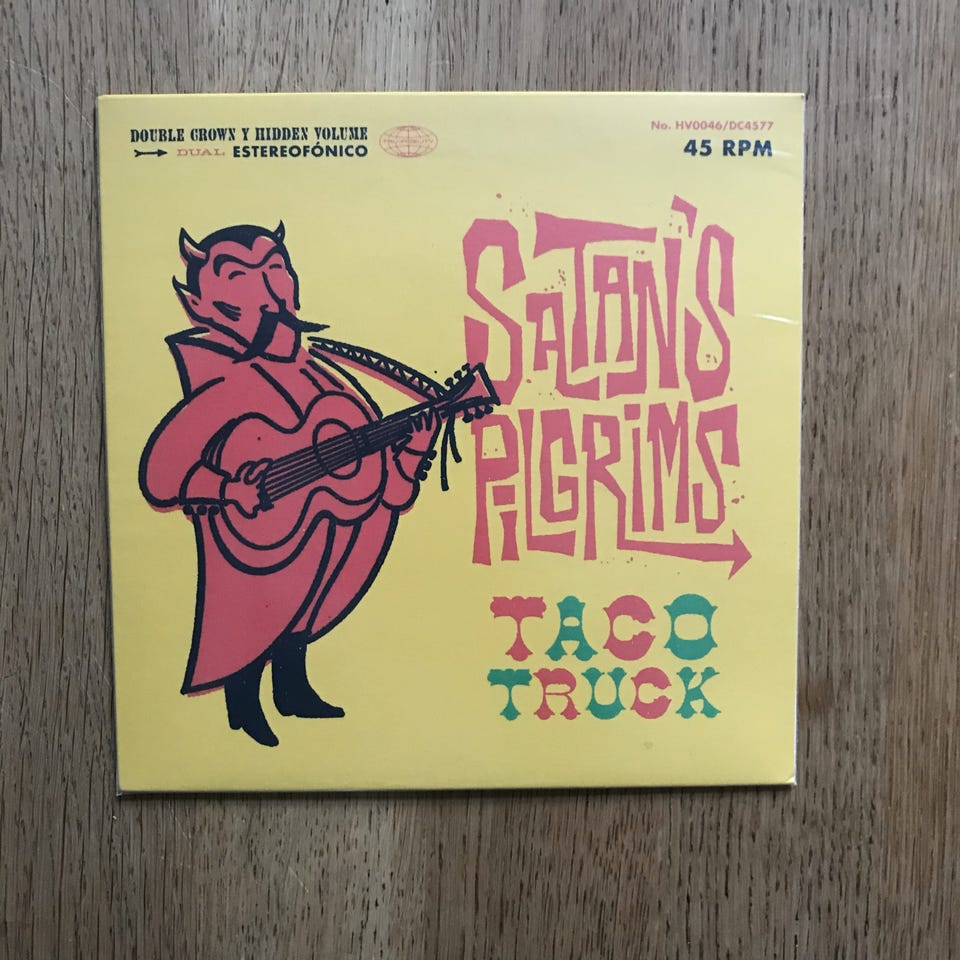 DOUBLE CROWN Y HIDDEN VOLUME
DUAL ESTEREOFÓNICO
No. HV0046/DC4577
45 RPM
SATAN'S
PiLGRiMS
TACO
TRUCK